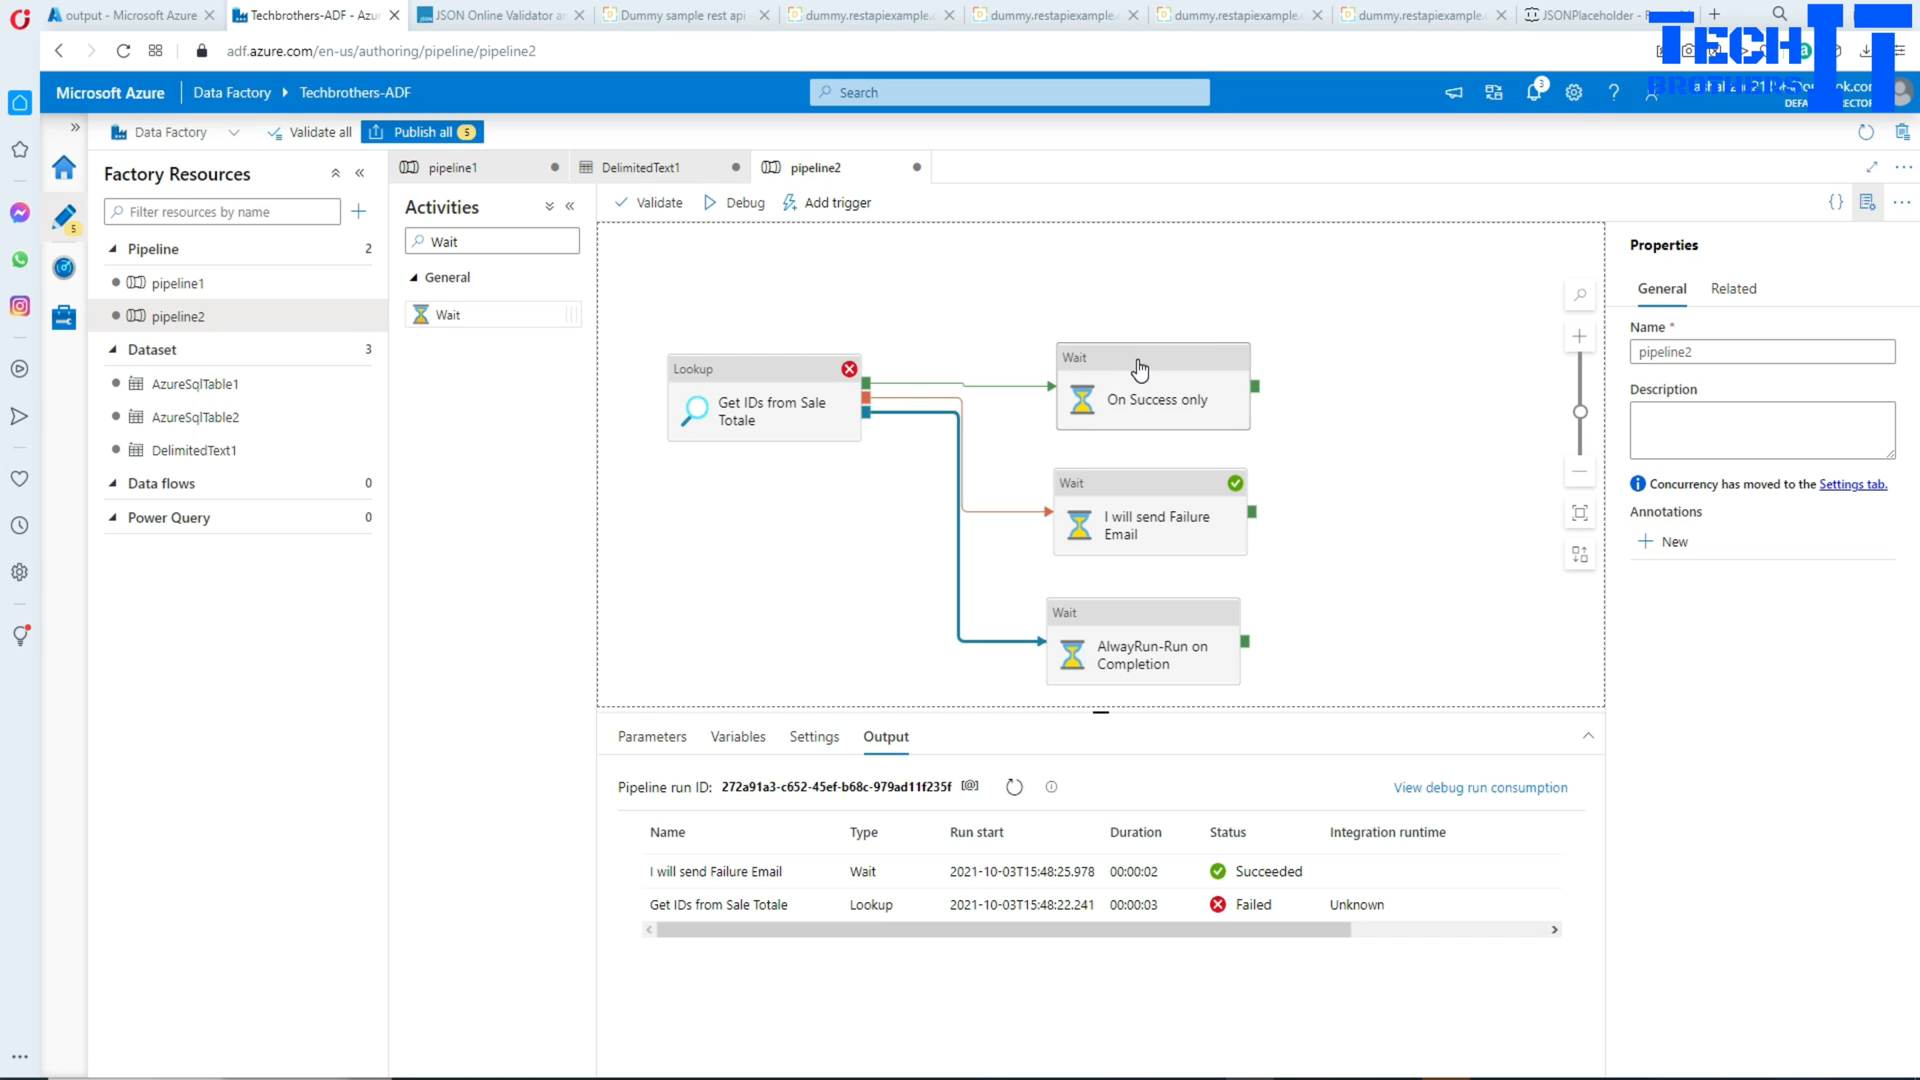 output - Microsoft Azure
Techbrothers-ADF - Azu
JSON Online Validator a
Dummy sample rest api
dummy.restapiexample.
dummy.restapiexample.
dummy.restapiexample.
dummy.restapiexample.
JSONPlaceholder -
adf.azure.com/en-us/authoring/pipeline/pipeline2
TECH IT
BROTHERS
Microsoft Azure
Data Factory
Techbrothers-ADF
Search
3
Data Factory
Validate all
Publish all 5
Factory Resources
Filter resources by name
5
Pipeline 2
pipeline1
pipeline2
Dataset 3
AzureSqlTable1
AzureSqlTable2
DelimitedText1
Data flows 0
Power Query 0
pipeline1
DelimitedText1
pipeline2
Activities
Wait
General
Wait
Validate
Debug
Add trigger
Lookup
Get IDs from Sale
Totale
Wait
On Success only
Wait
I will send Failure
Email
Wait
AlwayRun-Run on
Completion
Properties
General Related
Name *
pipeline2
Description
Concurrency has moved to the Settings tab.
Annotations
New
Parameters Variables Settings Output
Pipeline run ID: 272a91a3-c652-45ef-b68c-979ad11f235f
View debug run consumption
Name Type Run start Duration Status Integration runtime
I will send Failure Email Wait 2021-10-03T15:48:25.978 00:00:02 Succeeded
Get IDs from Sale Totale Lookup 2021-10-03T15:48:22.241 00:00:03 Failed Unknown